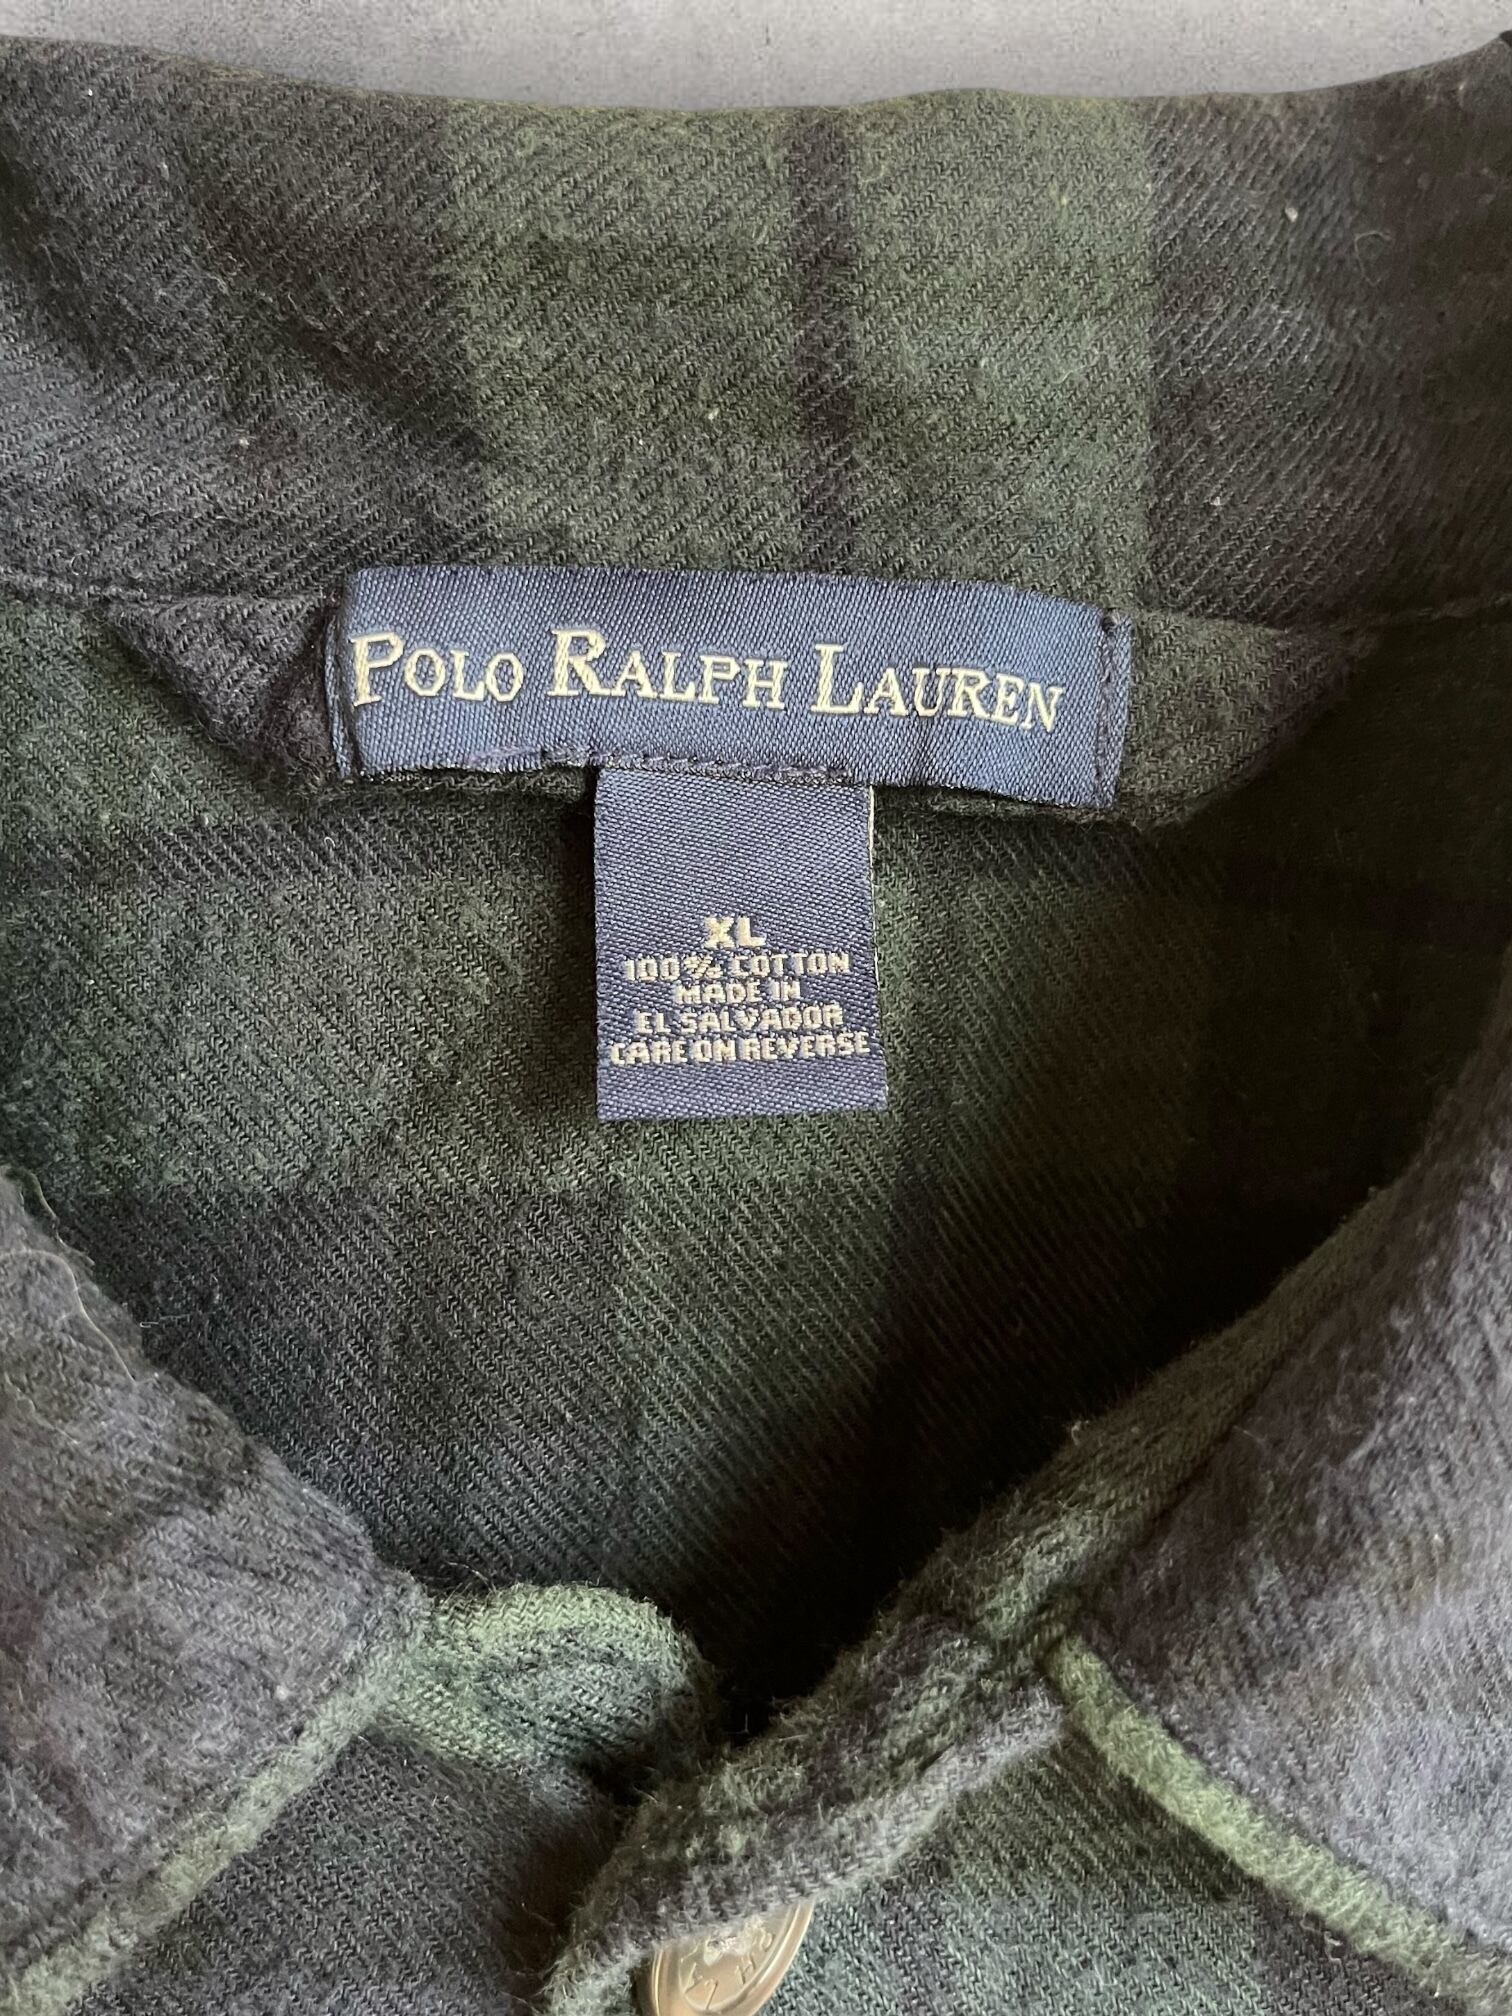 POLO RALPH LAUREN
XL
100% COTTON
MADE IN
EL SALVADOR
CARE ON REVERSE